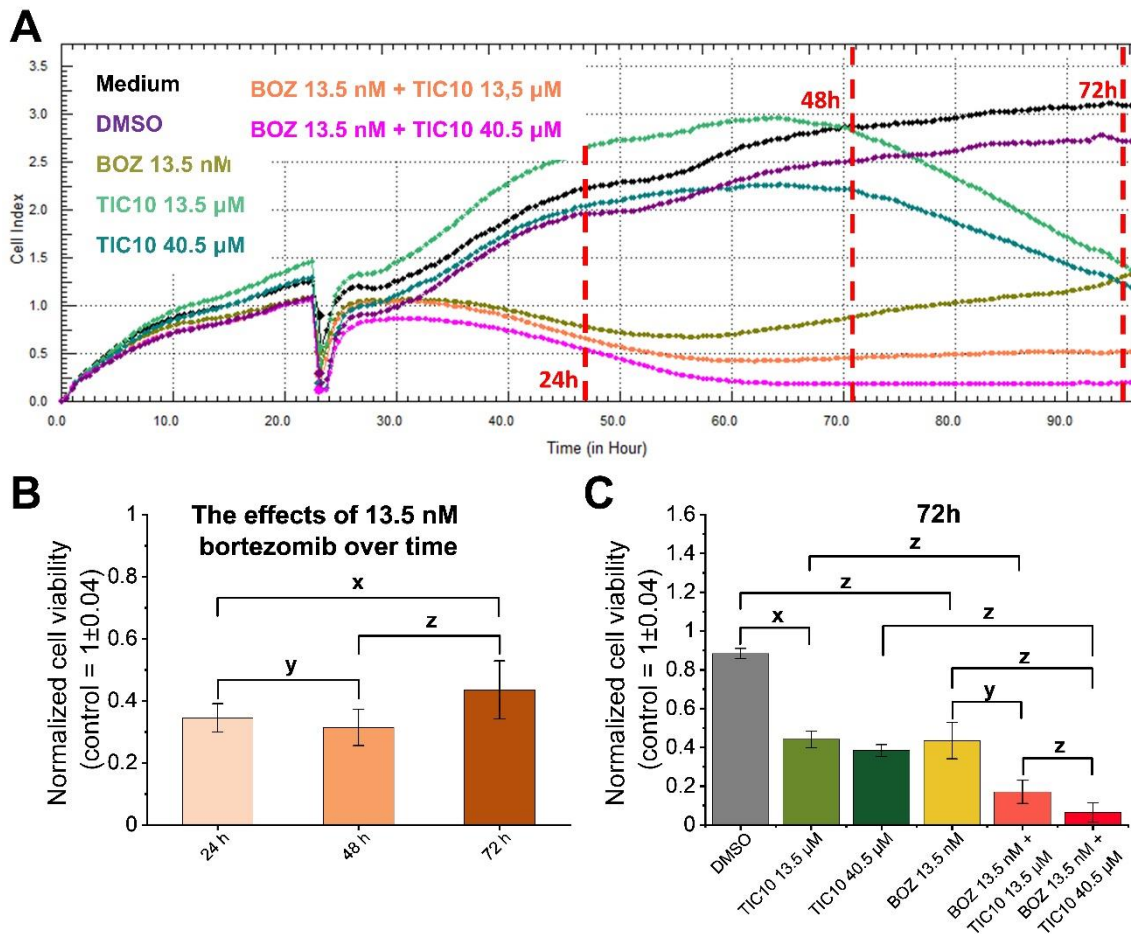 A
Medium
DMSO
BOZ 13.5 nM
TIC10 13.5 µM
TIC10 40.5 µM
BOZ 13.5 nM + TIC10 13,5 µM
BOZ 13.5 nM + TIC10 40.5 µM
24h
48h
72h
Cell Index
3.5
3.0
2.5
2.0
1.5
1.0
0.5
0.0
0.0
10.0
20.0
30.0
40.0
50.0
60.0
70.0
80.0
90.0
Time (in Hour)
B
The effects of 13.5 nM
bortezomib over time
Normalized cell viability
(control = 1±0.04)
1
0.8
0.6
0.4
0.2
0
x
z
y
24 h
48 h
72 h
C
72h
Normalized cell viability
(control = 1±0.04)
1.6
1.4
1.2
1
0.8
0.6
0.4
0.2
0
z
z
x
z
z
y
z
DMSO
TIC10 13.5 µM
TIC10 40.5 µM
BOZ 13.5 nM
BOZ 13.5 nM +
TIC10 13.5 µM
BOZ 13.5 nM +
TIC10 40.5 µM